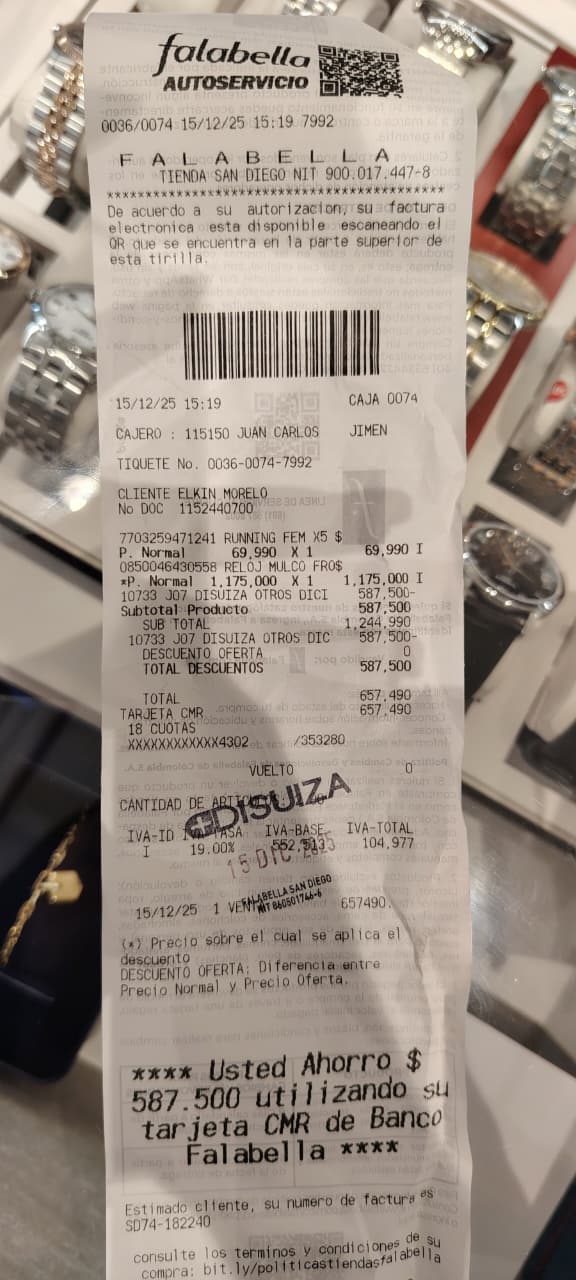 falabella
AUTOSERVICIO
0036/0074 15/12/25 15:19 7992
F A L A B E L L A
TIENDA SAN DIEGO NIT 900.017.447-8
******************************************
De acuerdo a su autorizacion, su factura
electronica esta disponible escaneando el
QR que se encuentra en la parte superior de
esta tirilla.
15/12/25 15:19 CAJA 0074
CAJERO : 115150 JUAN CARLOS JIMEN
TIQUETE No. 0036-0074-7992
CLIENTE ELKIN MORELO
No DOC 1152440700
7703259471241 RUNNING FEM X5 $
P. Normal 69,990 X 1 69,990 I
0850046430558 RELOJ MULCO FRO$
*P. Normal 1,175,000 X 1 1,175,000 I
10733 J07 DISUIZA OTROS DICI 587,500-
Subtotal Producto 587,500
SUB TOTAL 1,244,990
10733 J07 DISUIZA OTROS DIC 587,500-
DESCUENTO OFERTA 0
TOTAL DESCUENTOS 587,500
TOTAL 657,490
TARJETA CMR 657,490
18 CUOTAS
XXXXXXXXXXXX4302 /353280
VUELTO 0
CANTIDAD DE
DISUIZA
IVA-ID IVA-BASE IVA-TOTAL
I 19.00% 552,513 104,977
15 DIC 2025
FALABELLA SAN DIEGO
NIT 860501746-6
15/12/25 1 657490.
(*) Precio sobre el cual se aplica el
descuento
DESCUENTO OFERTA: Diferencia entre
Precio Normal y Precio Oferta.
**** Usted Ahorro $
587.500 utilizando su
tarjeta CMR de Banco
Falabella ****
Estimado cliente, su numero de factura es
SD74-182240
consulte los terminos y condiciones de su
compra: bit.ly/politicastiendasfalabella